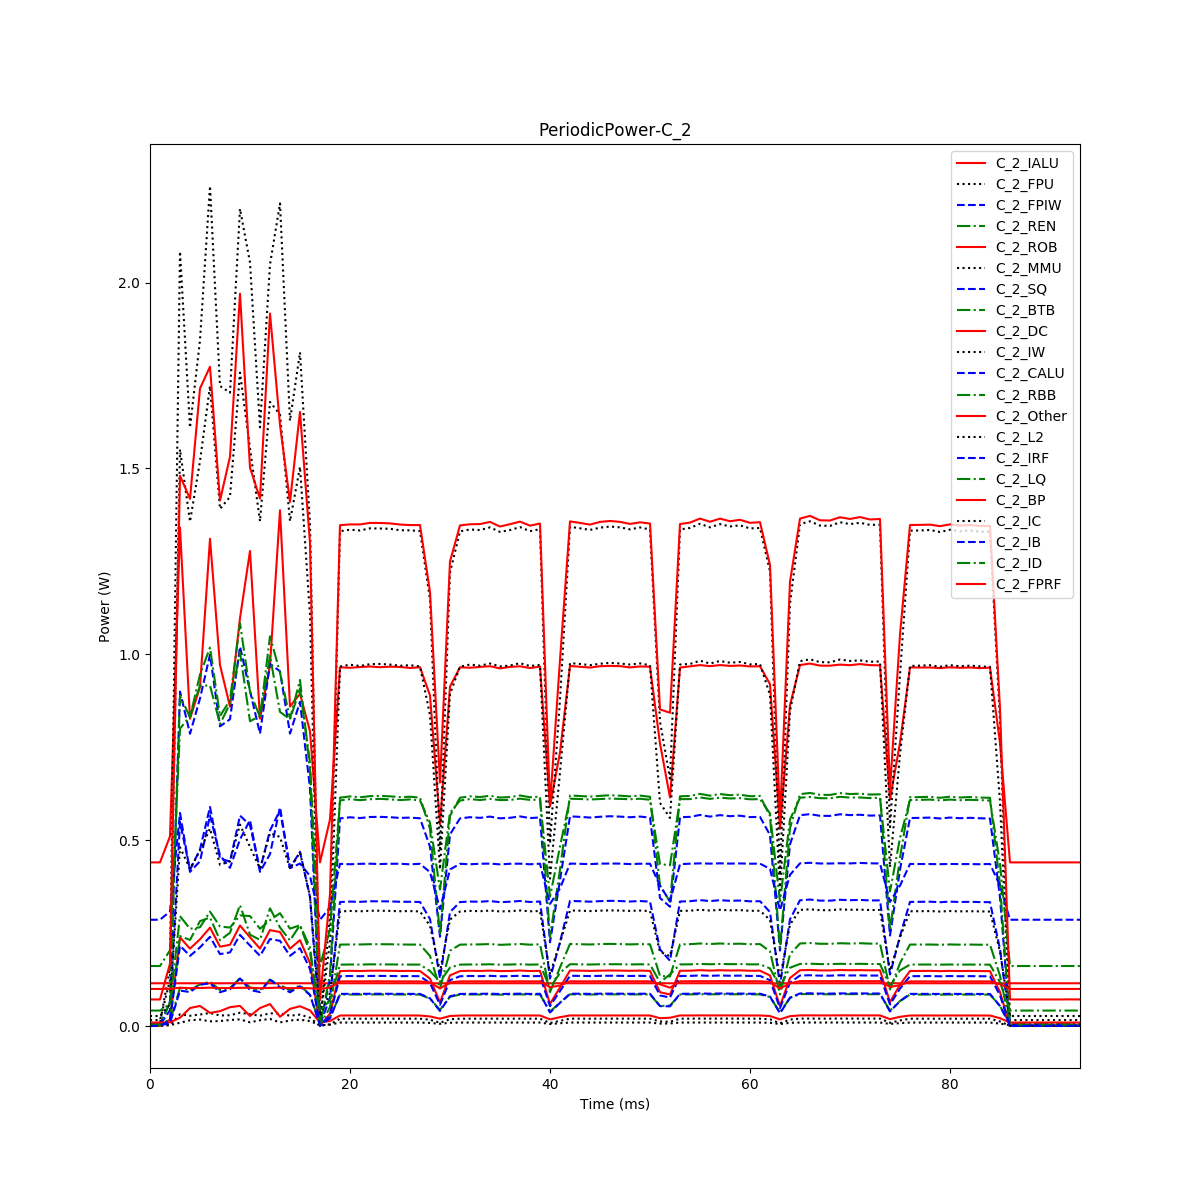 PeriodicPower-C_2
C_2_IALU
C_2_FPU
C_2_FPIW
C_2_REN
C_2_ROB
C_2_MMU
C_2_SQ
C_2_BTB
C_2_DC
C_2_IW
C_2_CALU
C_2_RBB
C_2_Other
C_2_L2
C_2_IRF
C_2_LQ
C_2_BP
C_2_IC
C_2_IB
C_2_ID
C_2_FPRF
Power (W)
2.0
1.5
1.0
0.5
0.0
0 20 40 60 80
Time (ms)